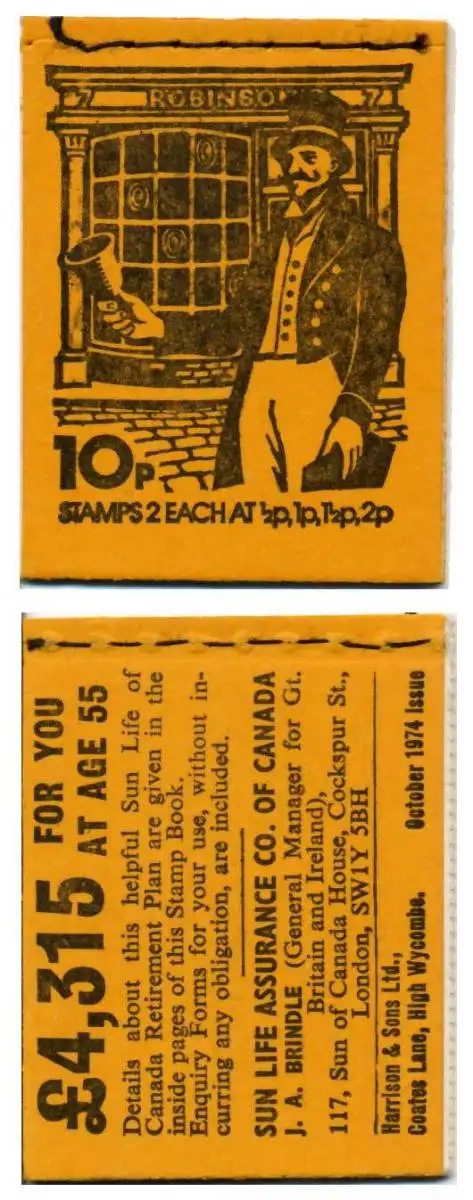 7 ROBINSON'S 7
10P
STAMPS 2 EACH AT ½p, 1p, 1½p, 2p
£4,315 FOR YOU
AT AGE 55
Details about this helpful Sun Life of
Canada Retirement Plan are given in the
inside pages of this Stamp Book.
Enquiry Forms for your use, without in-
curring any obligation, are included.
SUN LIFE ASSURANCE CO. OF CANADA
J. A. BRINDLE (General Manager for Gt.
Britain and Ireland),
117, Sun of Canada House, Cockspur St.,
London, SW1Y 5BH
Harrison & Sons Ltd.,
Coates Lane, High Wycombe. October 1974 Issue